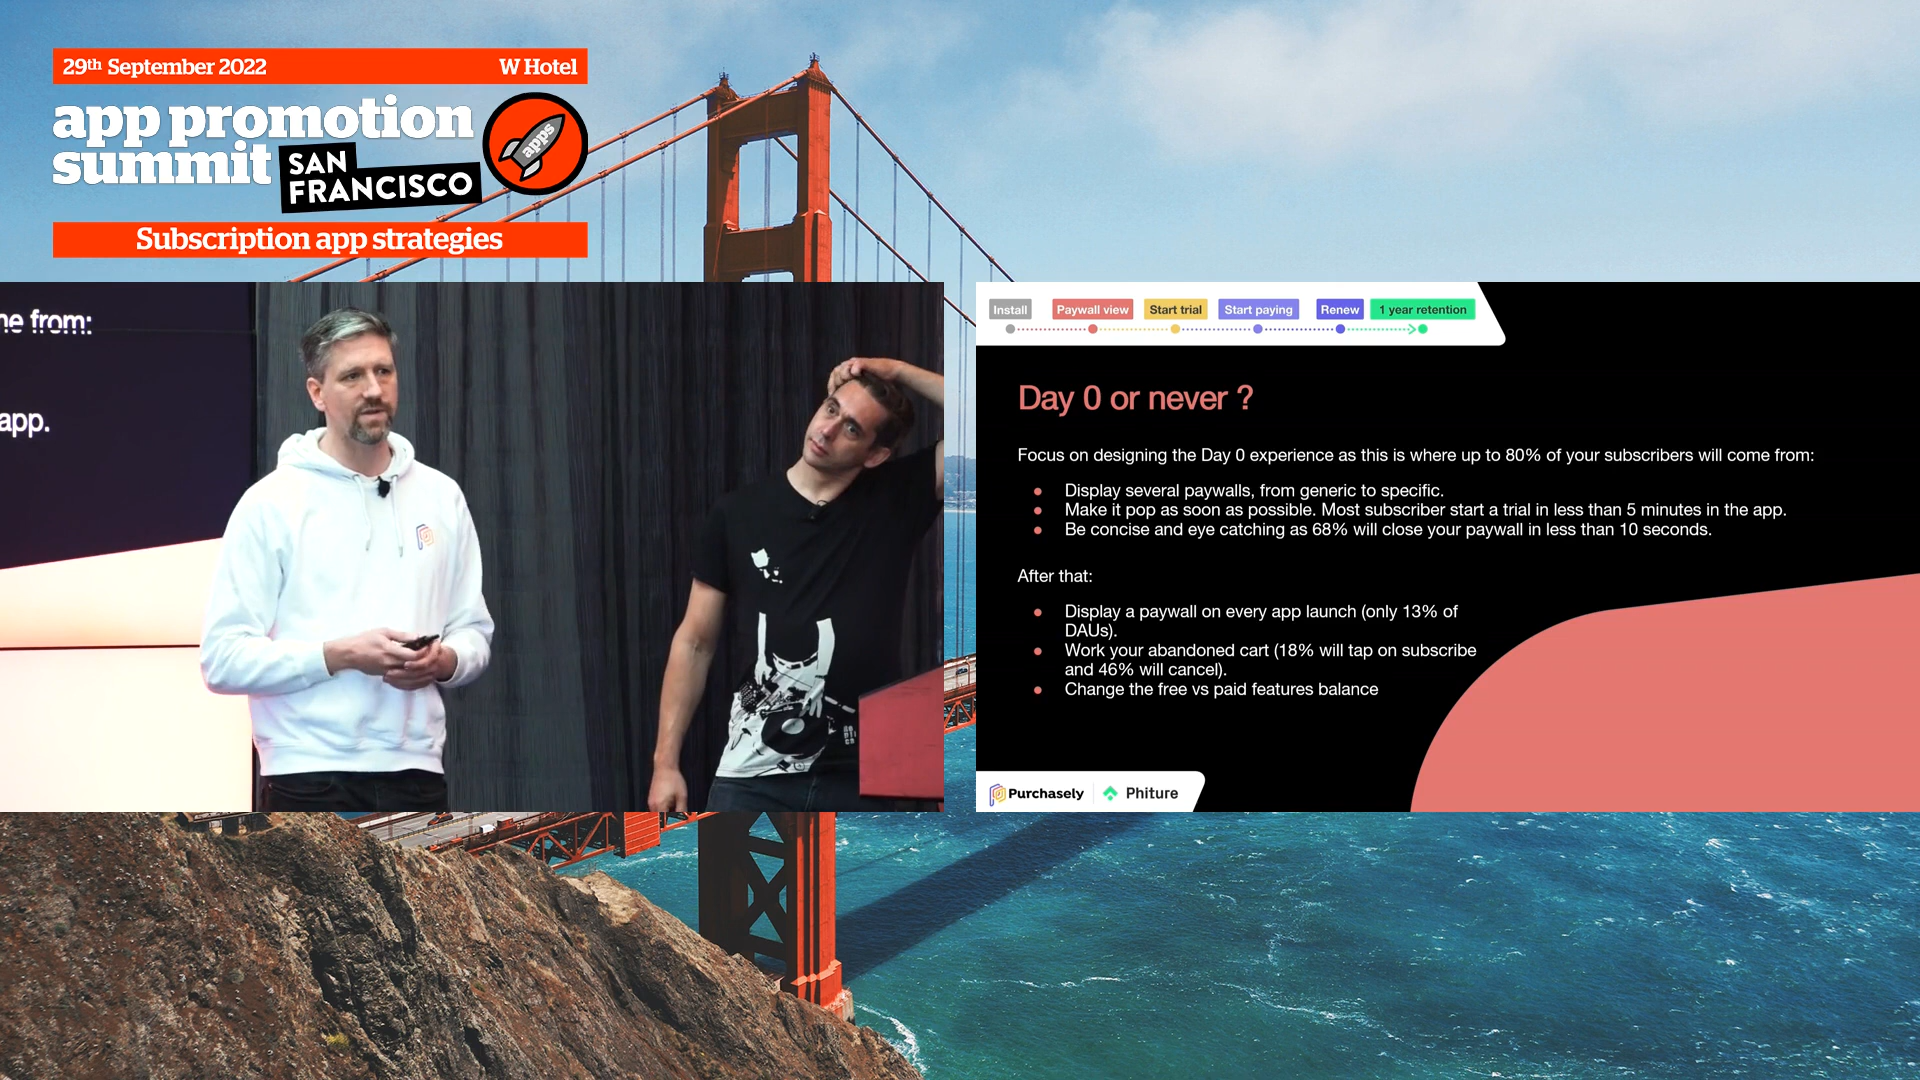 29th September 2022
W Hotel
app promotion
summit
SAN
FRANCISCO
apps
Subscription app strategies
from:
app.
Install
Paywall view
Start trial
Start paying
Renew
1 year retention
Day 0 or never ?
Focus on designing the Day 0 experience as this is where up to 80% of your subscribers will come from:
Display several paywalls, from generic to specific.
Make it pop as soon as possible. Most subscriber start a trial in less than 5 minutes in the app.
Be concise and eye catching as 68% will close your paywall in less than 10 seconds.
After that:
Display a paywall on every app launch (only 13% of
DAUs).
Work your abandoned cart (18% will tap on subscribe
and 46% will cancel).
Change the free vs paid features balance
Purchasely
Phiture